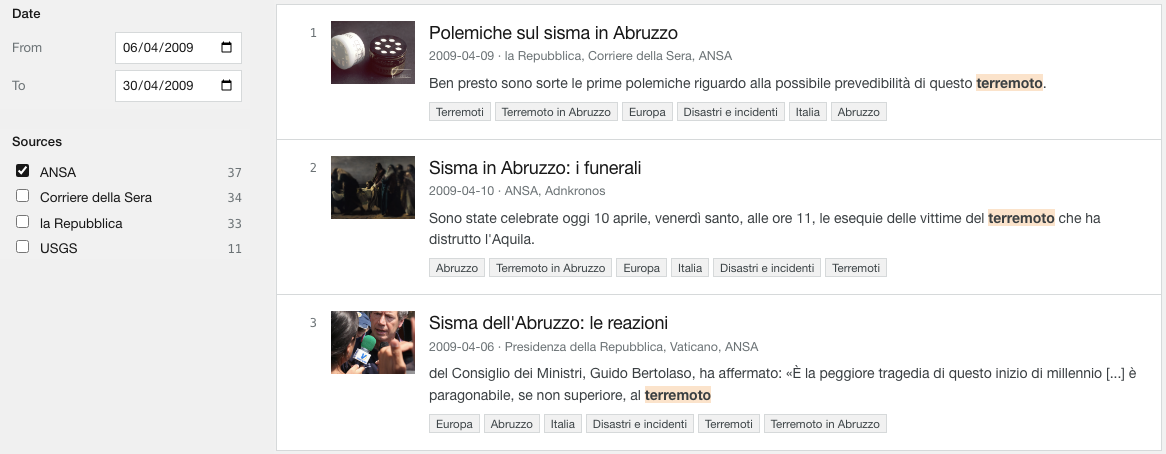 Date
From
06/04/2009
To
30/04/2009
Sources
ANSA
37
Corriere della Sera
34
la Repubblica
33
USGS
11
1
Polemiche sul sisma in Abruzzo
2009-04-09 · la Repubblica, Corriere della Sera, ANSA
Ben presto sono sorte le prime polemiche riguardo alla possibile prevedibilità di questo terremoto.
Terremoti Terremoto in Abruzzo Europa Disastri e incidenti Italia Abruzzo
2
Sisma in Abruzzo: i funerali
2009-04-10 · ANSA, Adnkronos
Sono state celebrate oggi 10 aprile, venerdì santo, alle ore 11, le esequie delle vittime del terremoto che ha
distrutto l'Aquila.
Abruzzo Terremoto in Abruzzo Europa Italia Disastri e incidenti Terremoti
3
Sisma dell'Abruzzo: le reazioni
2009-04-06 · Presidenza della Repubblica, Vaticano, ANSA
del Consiglio dei Ministri, Guido Bertolaso, ha affermato: «È la peggiore tragedia di questo inizio di millennio [...] è
paragonabile, se non superiore, al terremoto
Europa Abruzzo Italia Disastri e incidenti Terremoti Terremoto in Abruzzo